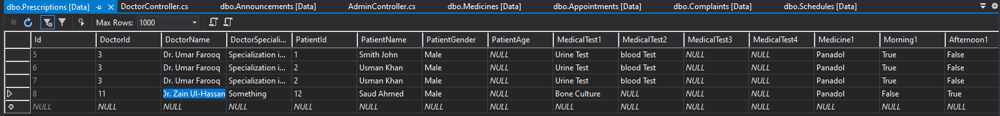 dbo.Prescriptions [Data] DoctorController.cs dbo.Announcements [Data] AdminController.cs dbo.Medicines [Data] dbo.Appointments [Data] dbo.Complaints [Data] dbo.Schedules [Data]
Max Rows: 1000
Id DoctorId DoctorName DoctorSpeciali... PatientId PatientName PatientGender PatientAge MedicalTest1 MedicalTest2 MedicalTest3 MedicalTest4 Medicine1 Morning1 Afternoon1
5 3 Dr. Umar Farooq Specialization i... 1 Smith John Male NULL Urine Test blood Test NULL NULL Panadol True False
6 3 Dr. Umar Farooq Specialization i... 2 Usman Khan Male NULL Urine Test blood Test NULL NULL Panadol True False
7 3 Dr. Umar Farooq Specialization i... 2 Usman Khan Male NULL Urine Test blood Test NULL NULL Panadol True False
8 11 Dr. Zain Ul-Hassan Something 12 Saud Ahmed Male NULL Bone Culture NULL NULL NULL Panadol False True
NULL NULL NULL NULL NULL NULL NULL NULL NULL NULL NULL NULL NULL NULL NULL